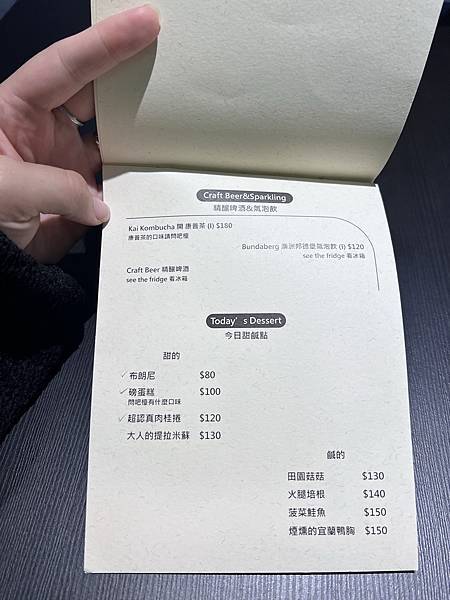 Craft Beer&Sparkling
精釀啤酒&氣泡飲
Kai Kombucha 開 康普茶 (I) $180
康普茶的口味請問吧檯
Bundaberg 澳洲邦德堡氣泡飲 (I) $120
see the fridge 看冰箱
Craft Beer 精釀啤酒
see the fridge 看冰箱
Today's Dessert
今日甜鹹點
甜的
✓布朗尼 $80
✓磅蛋糕 $100
問吧檯有什麼口味
✓超認真肉桂捲 $120
大人的提拉米蘇 $130
鹹的
田園菇菇 $130
火腿培根 $140
菠菜鮭魚 $150
煙燻的宜蘭鴨胸 $150